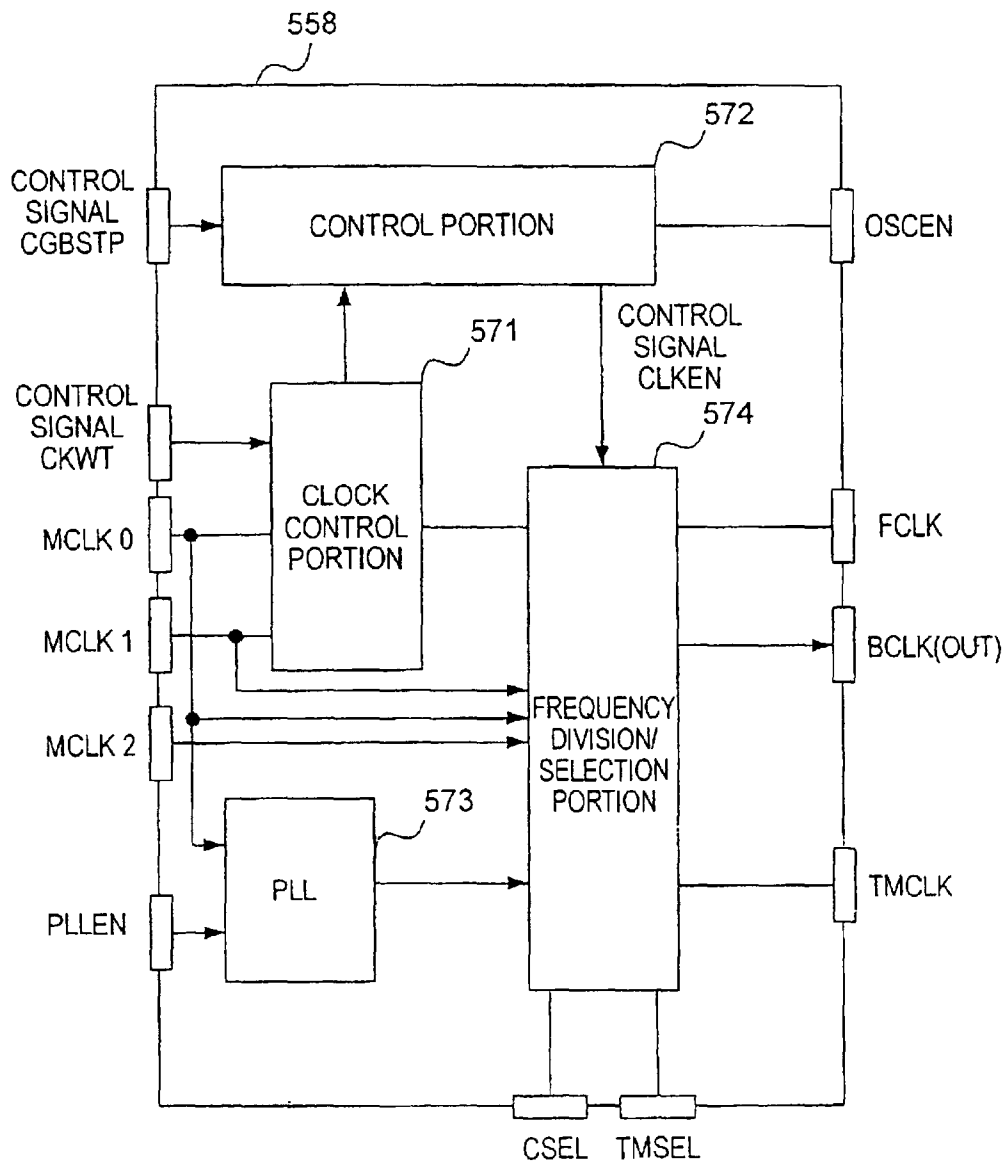 558
572
CONTROL
SIGNAL
CGBSTP
CONTROL PORTION
OSCEN
571
CONTROL
SIGNAL
CLKEN
574
CONTROL
SIGNAL
CKWT
CLOCK
CONTROL
PORTION
MCLK 0
FCLK
MCLK 1
BCLK(OUT)
MCLK 2
FREQUENCY
DIVISION/
SELECTION
PORTION
573
PLL
PLLEN
TMCLK
CSEL
TMSEL